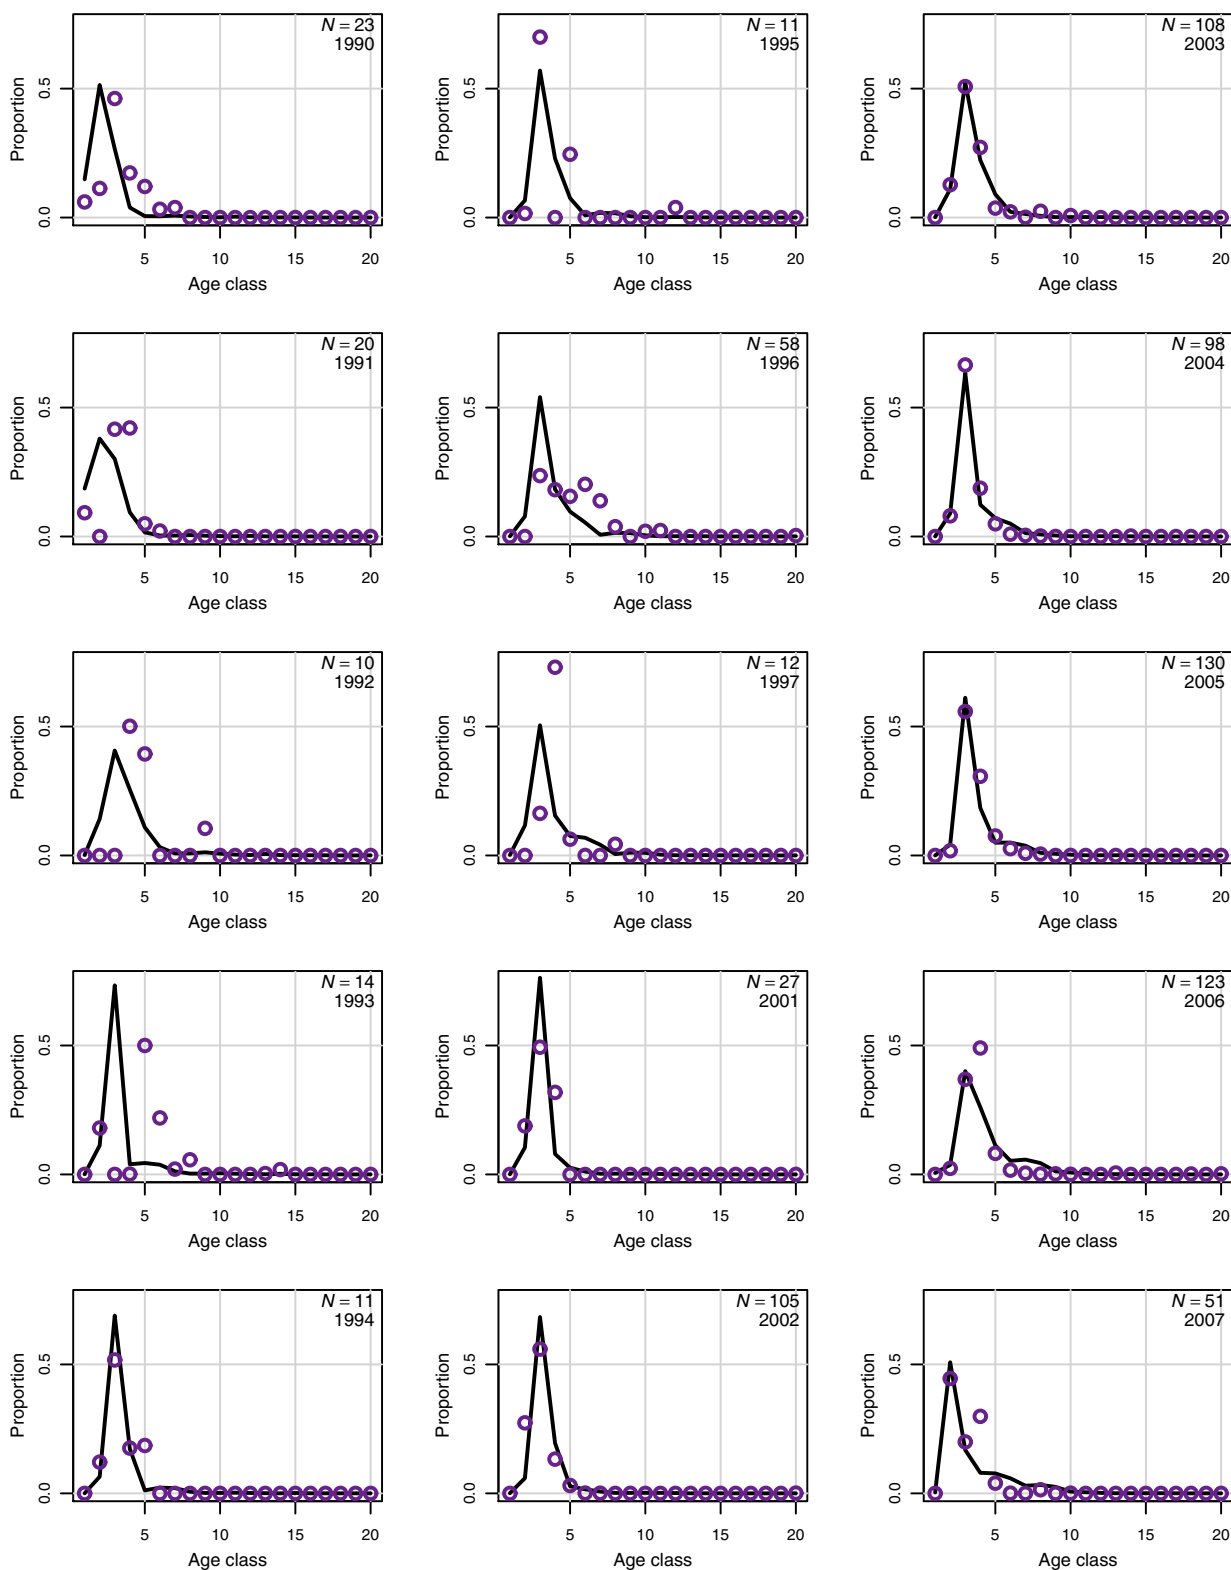 N = 23
1990
Proportion
0.5
0.0
5 10 15 20
Age class
N = 11
1995
Proportion
0.5
0.0
5 10 15 20
Age class
N = 108
2003
Proportion
0.5
0.0
5 10 15 20
Age class
N = 20
1991
Proportion
0.5
0.0
5 10 15 20
Age class
N = 58
1996
Proportion
0.5
0.0
5 10 15 20
Age class
N = 98
2004
Proportion
0.5
0.0
5 10 15 20
Age class
N = 10
1992
Proportion
0.5
0.0
5 10 15 20
Age class
N = 12
1997
Proportion
0.5
0.0
5 10 15 20
Age class
N = 130
2005
Proportion
0.5
0.0
5 10 15 20
Age class
N = 14
1993
Proportion
0.5
0.0
5 10 15 20
Age class
N = 27
2001
Proportion
0.5
0.0
5 10 15 20
Age class
N = 123
2006
Proportion
0.5
0.0
5 10 15 20
Age class
N = 11
1994
Proportion
0.5
0.0
5 10 15 20
Age class
N = 105
2002
Proportion
0.5
0.0
5 10 15 20
Age class
N = 51
2007
Proportion
0.5
0.0
5 10 15 20
Age class